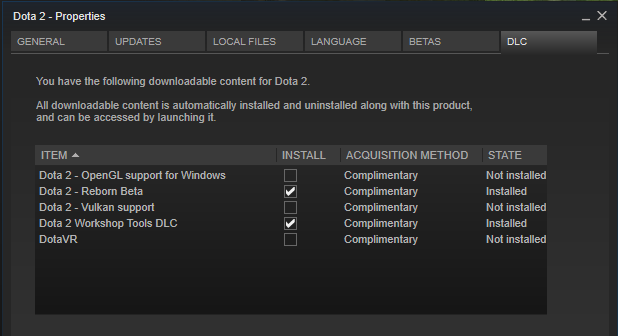 Dota 2 - Properties
GENERAL UPDATES LOCAL FILES LANGUAGE BETAS DLC
You have the following downloadable content for Dota 2.
All downloadable content is automatically installed and uninstalled along with this product,
and can be accessed by launching it.
ITEM INSTALL ACQUISITION METHOD STATE
Dota 2 - OpenGL support for Windows Complimentary Not installed
Dota 2 - Reborn Beta Complimentary Installed
Dota 2 - Vulkan support Complimentary Not installed
Dota 2 Workshop Tools DLC Complimentary Installed
DotaVR Complimentary Not installed